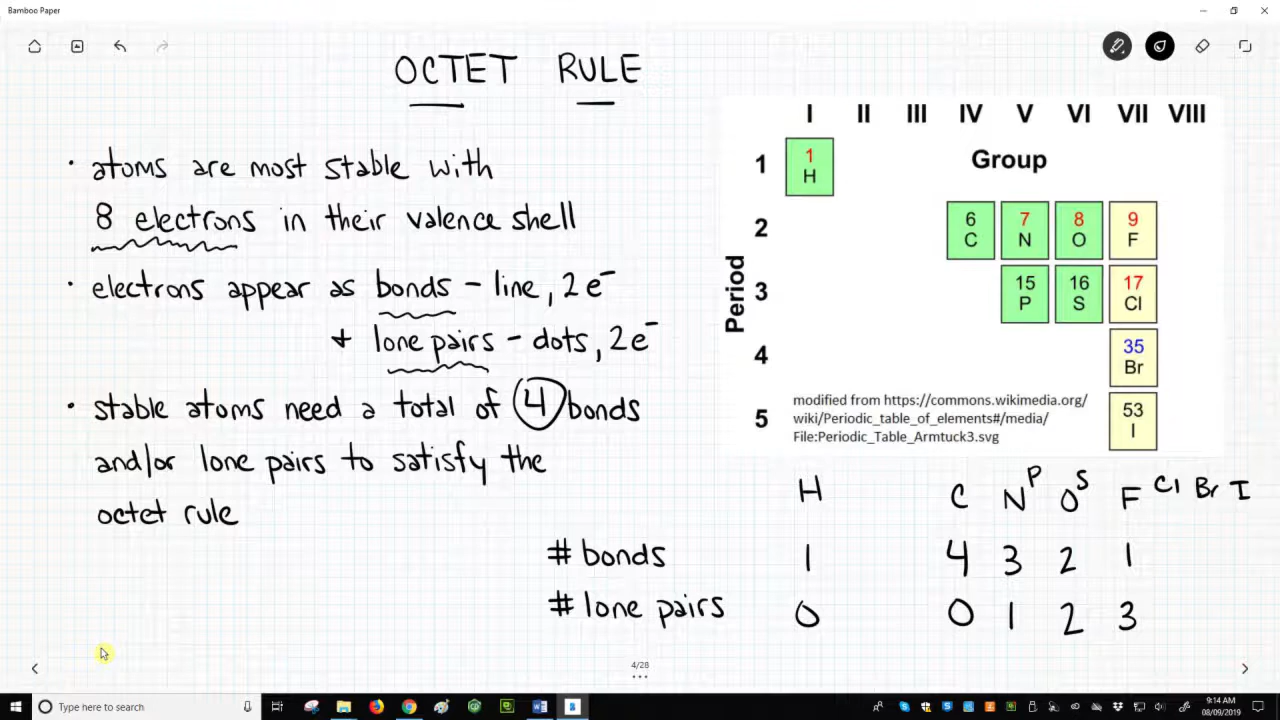 Bamboo Paper
OCTET RULE
• atoms are most stable with
8 electrons in their valence shell
• electrons appear as bonds - line, 2e⁻
+ lone pairs - dots, 2e⁻
• stable atoms need a total of 4 bonds
and/or lone pairs to satisfy the
octet rule
I II III IV V VI VII VIII
Group
Period
1
1
H
2
6 7 8 9
C N O F
3
15 16 17
P S Cl
4
35
Br
5
53
I
modified from https://commons.wikimedia.org/
wiki/Periodic_table_of_elements#/media/
File:Periodic_Table_Armtuck3.svg
H C N P O S F Cl Br I
# bonds 1 4 3 2 1
# lone pairs 0 0 1 2 3
4/28
Type here to search
9:14 AM
08/09/2019